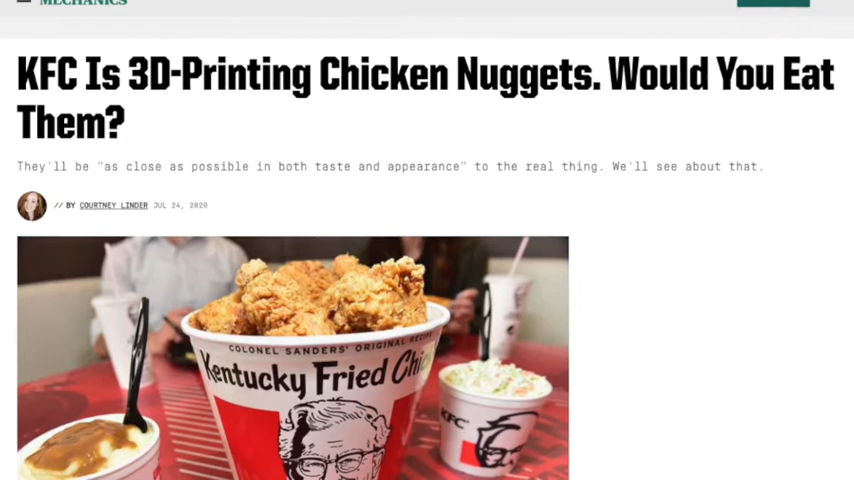 MECHANICS
KFC Is 3D-Printing Chicken Nuggets. Would You Eat
Them?
They'll be "as close as possible in both taste and appearance" to the real thing. We'll see about that.
// BY COURTNEY LINDER JUL 24, 2020
COLONEL SANDERS' ORIGINAL RECIPE
Kentucky Fried Chic
KFC